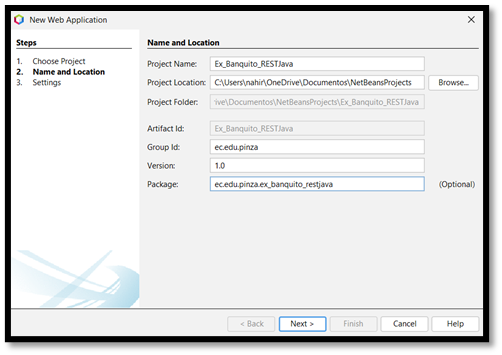 New Web Application
Steps
1. Choose Project
2. Name and Location
3. Settings
Name and Location
Project Name: Ex_Banquito_RESTJava
Project Location: C:\Users\nahir\OneDrive\Documentos\NetBeansProjects Browse...
Project Folder: ive\Documentos\NetBeansProjects\Ex_Banquito_RESTJava
Artifact Id: Ex_Banquito_RESTJava
Group Id: ec.edu.pinza
Version: 1.0
Package: ec.edu.pinza.ex_banquito_restjava (Optional)
< Back Next > Finish Cancel Help